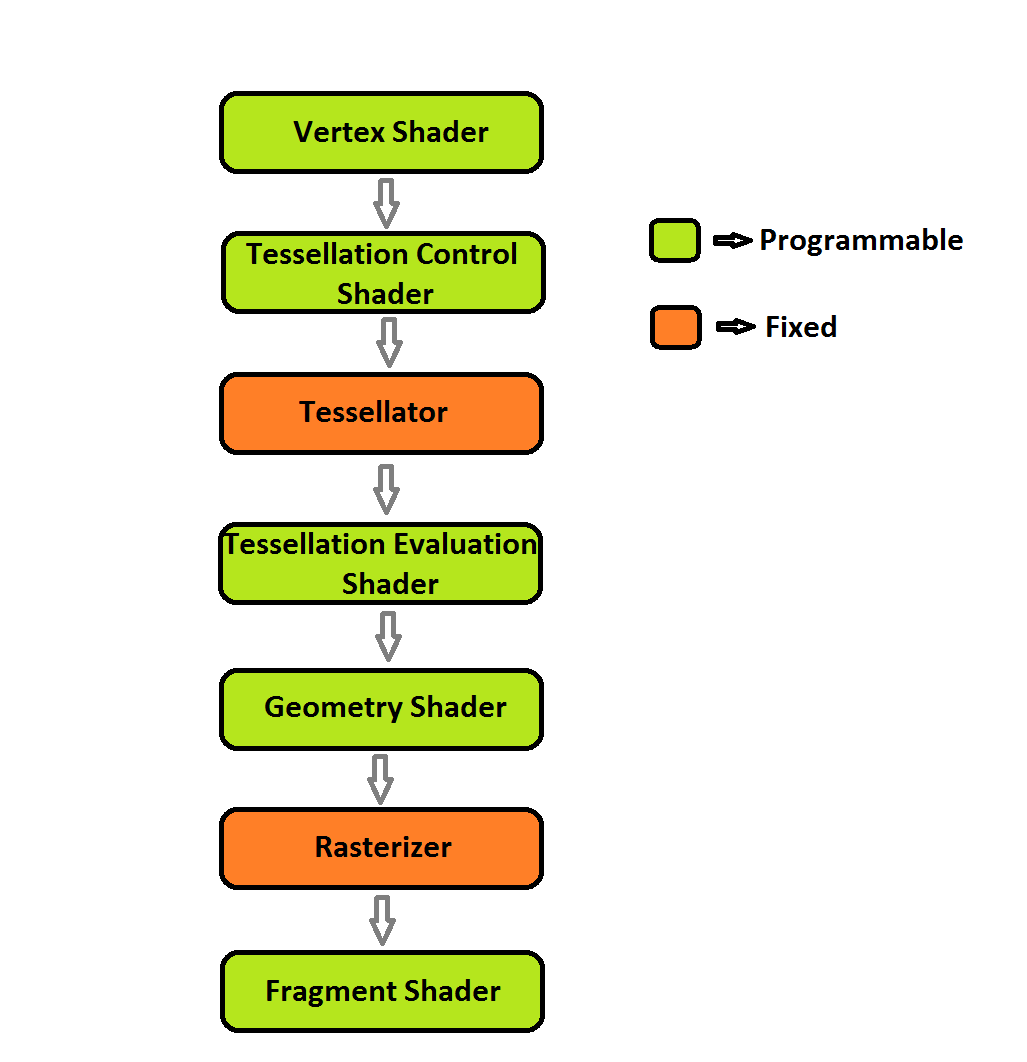 Vertex Shader
Tessellation Control
Shader
Tessellator
Tessellation Evaluation
Shader
Geometry Shader
Rasterizer
Fragment Shader
Programmable
Fixed